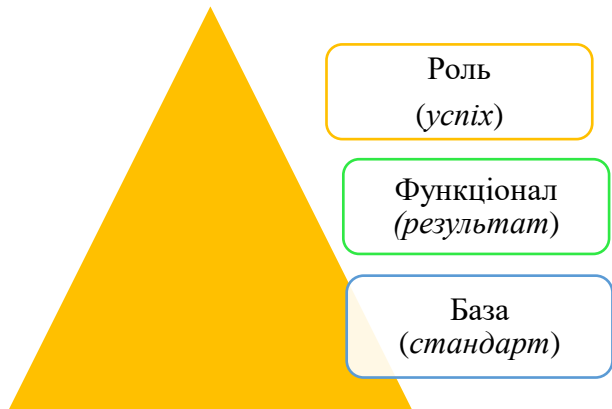 Роль
(успіх)
Функціонал
(результат)
База
(стандарт)